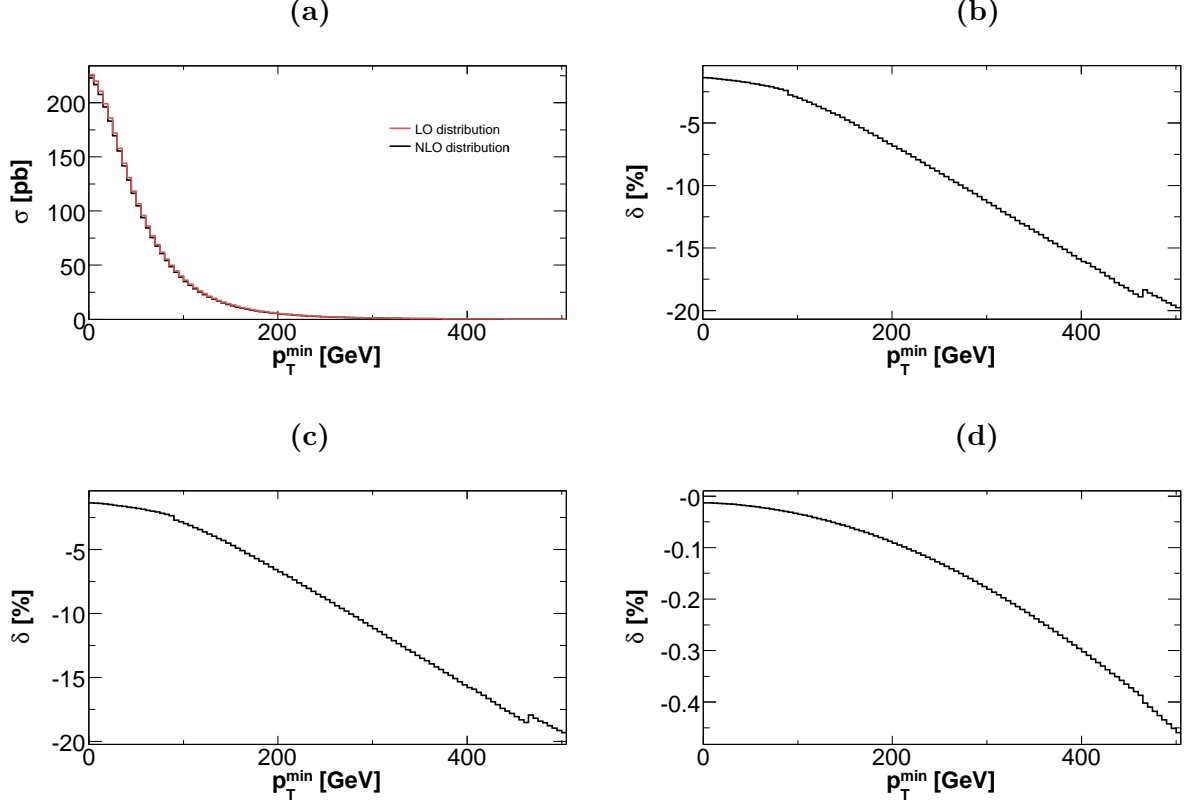 (a)
σ [pb]
200
150
100
50
0
LO distribution
NLO distribution
0 200 400
p_T^min [GeV]
(b)
δ [%]
-5
-10
-15
-20
0 200 400
p_T^min [GeV]
(c)
δ [%]
-5
-10
-15
-20
0 200 400
p_T^min [GeV]
(d)
δ [%]
-0
-0.1
-0.2
-0.3
-0.4
0 200 400
p_T^min [GeV]